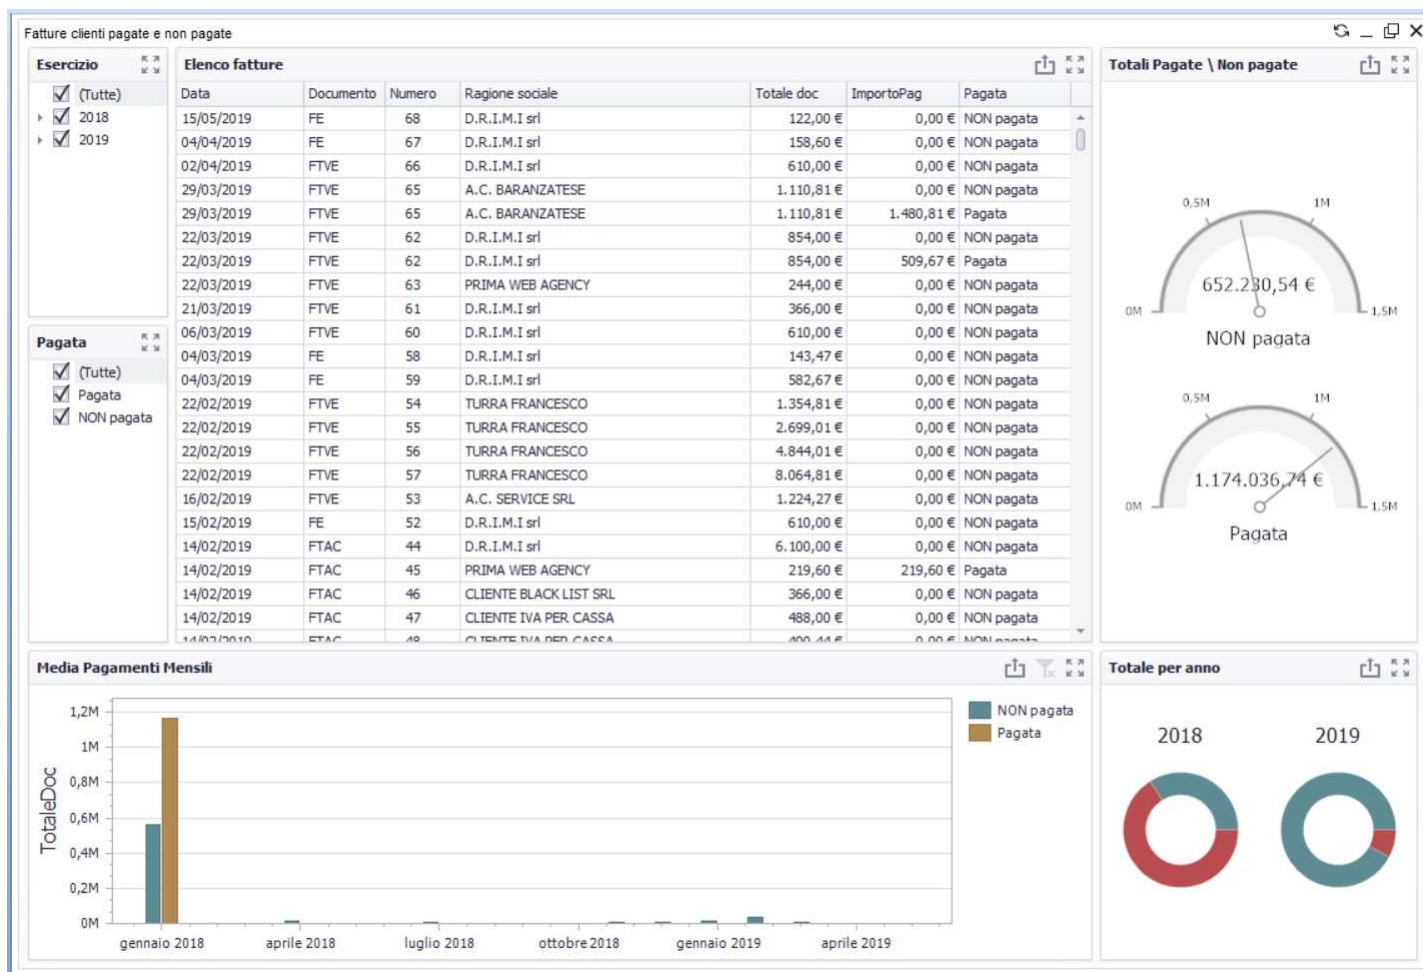 Fatture clienti pagate e non pagate
Esercizio
(Tutte)
2018
2019
Pagata
(Tutte)
Pagata
NON pagata
Elenco fatture
Data Documento Numero Ragione sociale Totale doc ImportoPag Pagata
15/05/2019 FE 68 D.R.I.M.I srl 122,00 € 0,00 € NON pagata
04/04/2019 FE 67 D.R.I.M.I srl 158,60 € 0,00 € NON pagata
02/04/2019 FTVE 66 D.R.I.M.I srl 610,00 € 0,00 € NON pagata
29/03/2019 FTVE 65 A.C. BARANZATESE 1.110,81 € 0,00 € NON pagata
29/03/2019 FTVE 65 A.C. BARANZATESE 1.110,81 € 1.480,81 € Pagata
22/03/2019 FTVE 62 D.R.I.M.I srl 854,00 € 0,00 € NON pagata
22/03/2019 FTVE 62 D.R.I.M.I srl 854,00 € 509,67 € Pagata
22/03/2019 FTVE 63 PRIMA WEB AGENCY 244,00 € 0,00 € NON pagata
21/03/2019 FTVE 61 D.R.I.M.I srl 366,00 € 0,00 € NON pagata
06/03/2019 FTVE 60 D.R.I.M.I srl 610,00 € 0,00 € NON pagata
04/03/2019 FE 58 D.R.I.M.I srl 143,47 € 0,00 € NON pagata
04/03/2019 FE 59 D.R.I.M.I srl 582,67 € 0,00 € NON pagata
22/02/2019 FTVE 54 TURRA FRANCESCO 1.354,81 € 0,00 € NON pagata
22/02/2019 FTVE 55 TURRA FRANCESCO 2.699,01 € 0,00 € NON pagata
22/02/2019 FTVE 56 TURRA FRANCESCO 4.844,01 € 0,00 € NON pagata
22/02/2019 FTVE 57 TURRA FRANCESCO 8.064,81 € 0,00 € NON pagata
16/02/2019 FTVE 53 A.C. SERVICE SRL 1.224,27 € 0,00 € NON pagata
15/02/2019 FE 52 D.R.I.M.I srl 610,00 € 0,00 € NON pagata
14/02/2019 FTAC 44 D.R.I.M.I srl 6.100,00 € 0,00 € NON pagata
14/02/2019 FTAC 45 PRIMA WEB AGENCY 219,60 € 219,60 € Pagata
14/02/2019 FTAC 46 CLIENTE BLACK LIST SRL 366,00 € 0,00 € NON pagata
14/02/2019 FTAC 47 CLIENTE IVA PER CASSA 488,00 € 0,00 € NON pagata
14/02/2019 FTAC 48 CLIENTE IVA PER CASSA 0,00 € NON pagata
Totali Pagate \ Non pagate
0,5M 1M
652.230,54 €
0M 1,5M
NON pagata
0,5M 1M
1.174.036,74 €
0M 1,5M
Pagata
Media Pagamenti Mensili
TotaleDoc
1,2M
1M
0,8M
0,6M
0,4M
0,2M
0M
gennaio 2018 aprile 2018 luglio 2018 ottobre 2018 gennaio 2019 aprile 2019
NON pagata
Pagata
Totale per anno
2018 2019